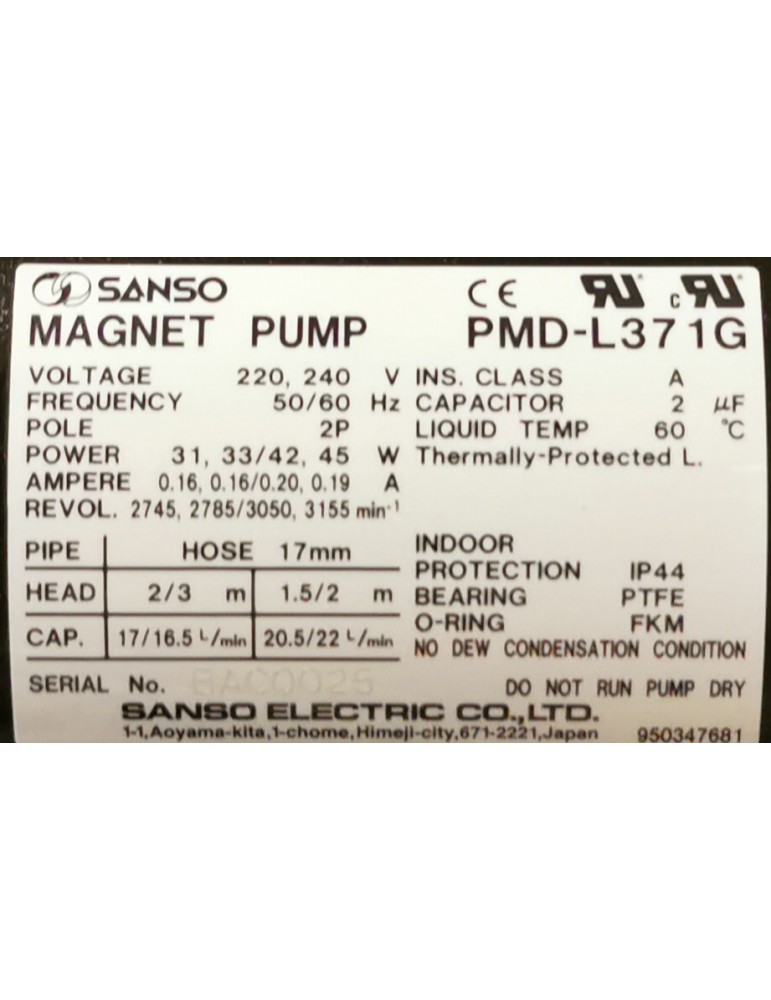 SANSO CE RU cRU
MAGNET PUMP PMD-L371G
VOLTAGE 220, 240 V INS. CLASS A
FREQUENCY 50/60 Hz CAPACITOR 2 μF
POLE 2P LIQUID TEMP 60 °C
POWER 31, 33/42, 45 W Thermally-Protected L.
AMPERE 0.16, 0.16/0.20, 0.19 A
REVOL. 2745, 2785/3050, 3155 min⁻¹
PIPE HOSE 17mm
HEAD 2/3 m 1.5/2 m
CAP. 17/16.5 L/min 20.5/22 L/min
INDOOR
PROTECTION IP44
BEARING PTFE
O-RING FKM
NO DEW CONDENSATION CONDITION
SERIAL No. DO NOT RUN PUMP DRY
SANSO ELECTRIC CO.,LTD.
1-1,Aoyama-kita,1-chome,Himeji-city,671-2221,Japan 950347681